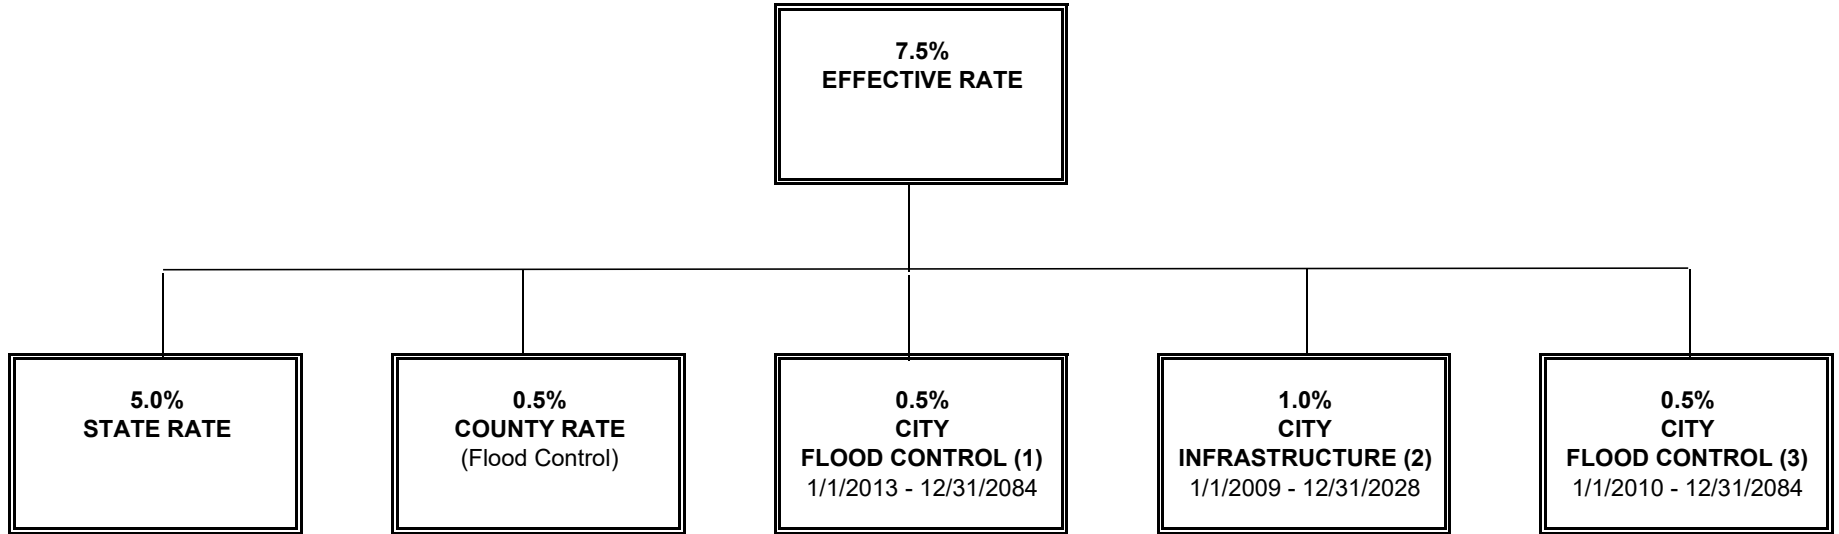 7.5%
EFFECTIVE RATE
5.0%
STATE RATE
0.5%
COUNTY RATE
(Flood Control)
0.5%
CITY
FLOOD CONTROL (1)
1/1/2013 - 12/31/2084
1.0%
CITY
INFRASTRUCTURE (2)
1/1/2009 - 12/31/2028
0.5%
CITY
FLOOD CONTROL (3)
1/1/2010 - 12/31/2084